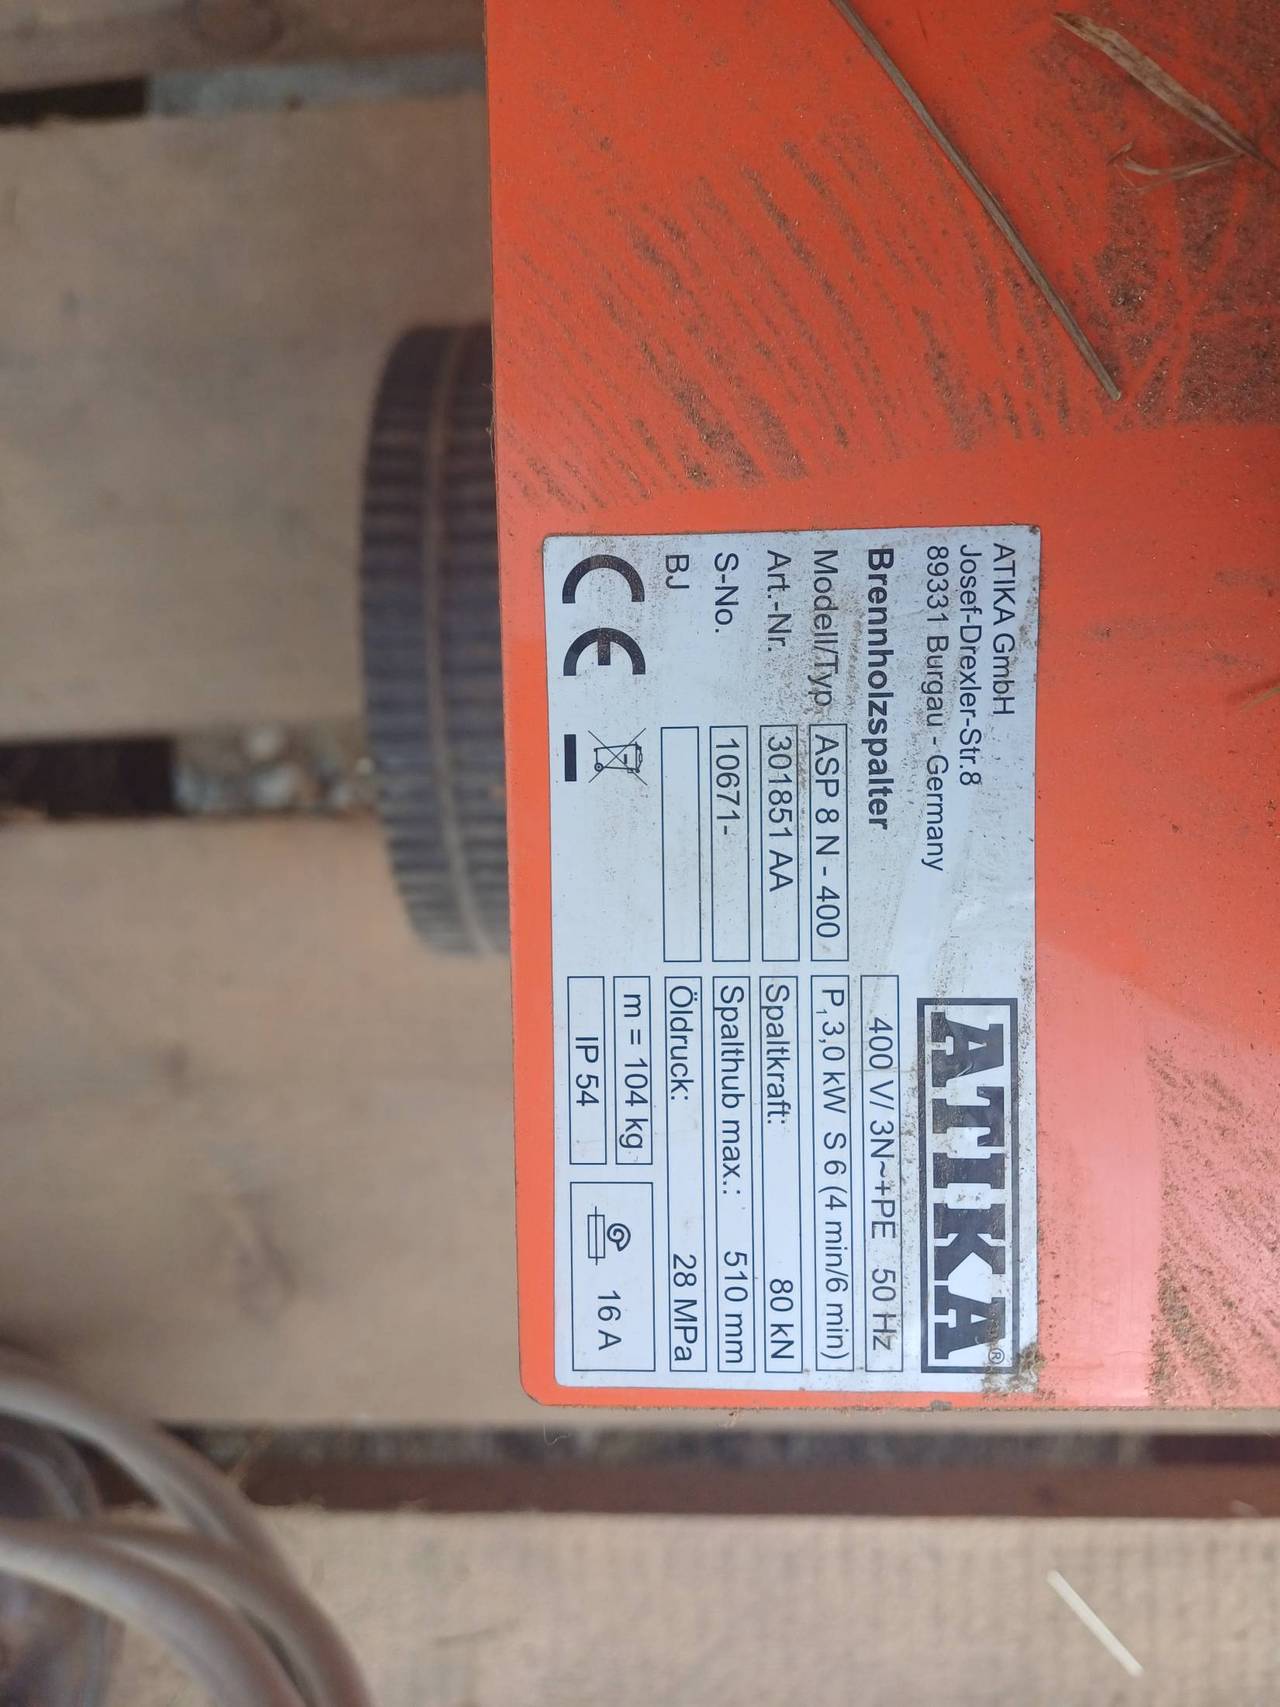 ATIKA GmbH
Josef-Drexler-Str.8
89331 Burgau - Germany
ATIKA®
Brennholzspalter
400 V/ 3N~+PE 50 Hz
Modell/Typ ASP 8 N - 400
P₁ 3,0 kW S 6 (4 min/6 min)
Art.-Nr. 301851 AA
Spaltkraft: 80 kN
S-No. 10671-
Spalthub max.: 510 mm
BJ
Öldruck: 28 MPa
CE
m = 104 kg
IP 54
16 A